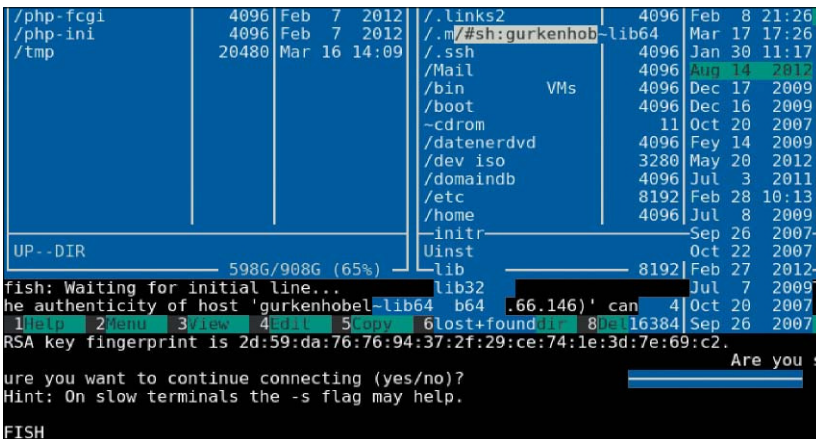 /php-fcgi 4096 Feb 7 2012 /.links2 4096 Feb 8 21:26
/php-ini 4096 Feb 7 2012 /.m/#sh:gurkenhob~lib64 Mar 17 17:26
/tmp 20480 Mar 16 14:09 /.ssh 4096 Jan 30 11:17
/Mail 4096 Aug 14 2012
/bin VMs 4096 Dec 17 2009
/boot 4096 Dec 16 2009
~cdrom 11 Oct 20 2007
/datenerdvd 4096 Fey 14 2009
/dev iso 3280 May 20 2012
/domaindb 4096 Jul 3 2011
/etc 8192 Feb 28 10:13
/home 4096 Jul 8 2009
initr Sep 26 2007
UP--DIR Uinst Oct 22 2007
598G/908G (65%) lib 8192 Feb 27 2012
fish: Waiting for initial line... lib32 Jul 7 2009
he authenticity of host 'gurkenhobel~lib64 b64 .66.146)' can 4 Oct 20 2007
1Help 2Menu 3View 4Edit 5Copy 6lost+founddir 8Del16384 Sep 26 2007
RSA key fingerprint is 2d:59:da:76:76:94:37:2f:29:ce:74:1e:3d:7e:69:c2.
Are you s
ure you want to continue connecting (yes/no)?
Hint: On slow terminals the -s flag may help.
FISH